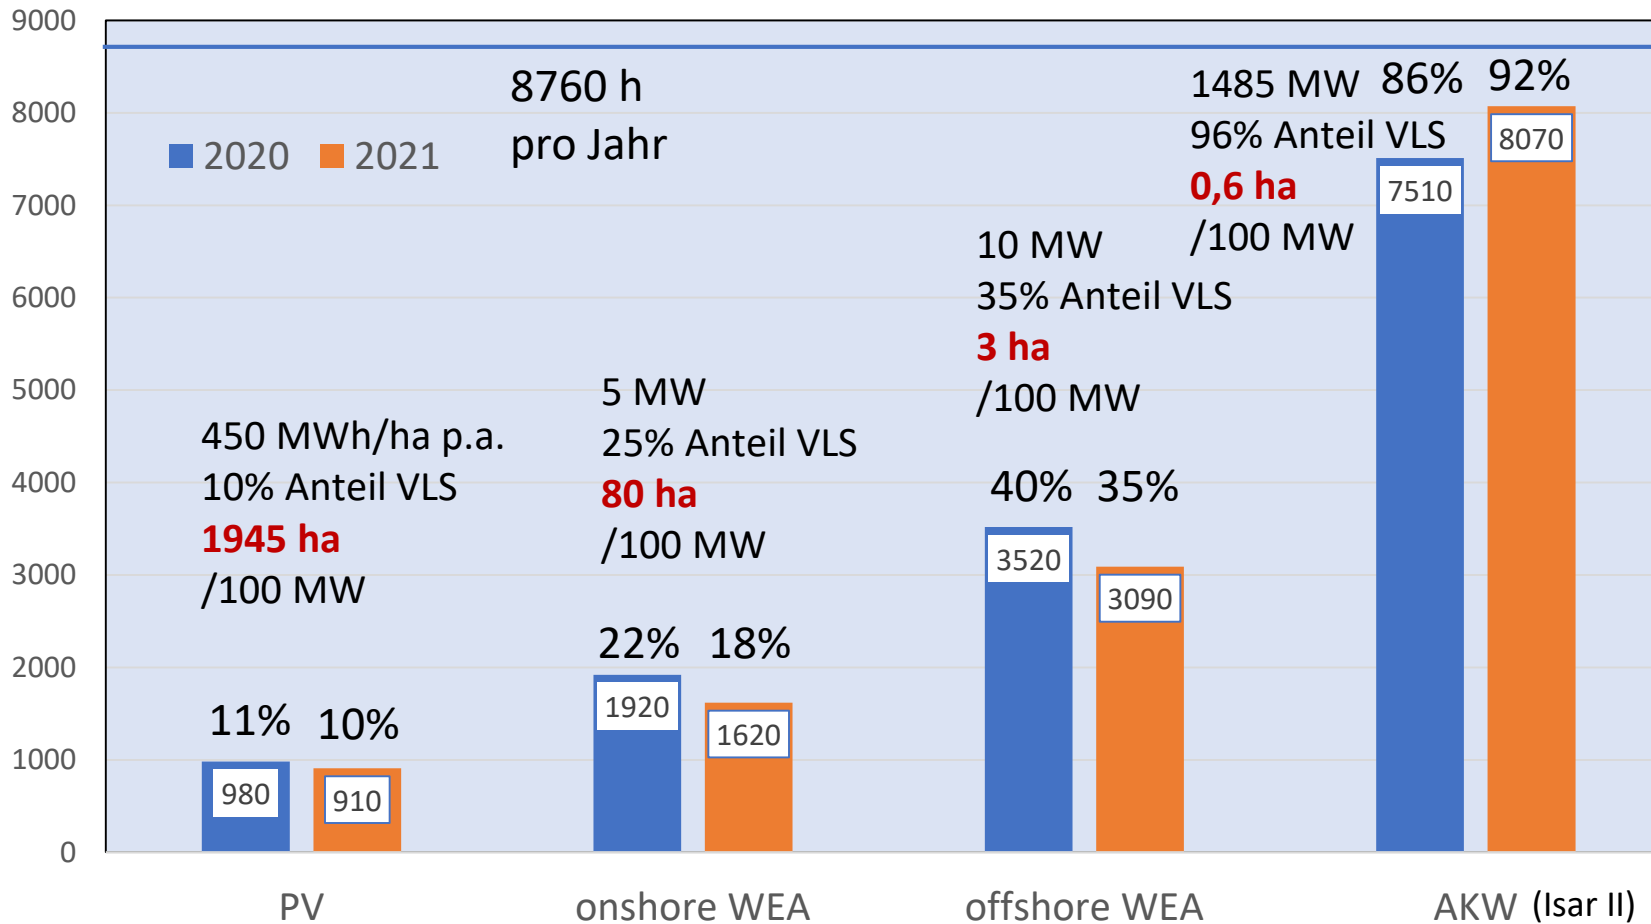 9000
8000
7000
6000
5000
4000
3000
2000
1000
0
2020 2021
8760 h
pro Jahr
450 MWh/ha p.a.
10% Anteil VLS
1945 ha
/100 MW
11% 10%
980
910
5 MW
25% Anteil VLS
80 ha
/100 MW
22% 18%
1920
1620
10 MW
35% Anteil VLS
3 ha
/100 MW
40% 35%
3520
3090
1485 MW
96% Anteil VLS
0,6 ha
/100 MW
86% 92%
7510
8070
PV
onshore WEA
offshore WEA
AKW (Isar II)